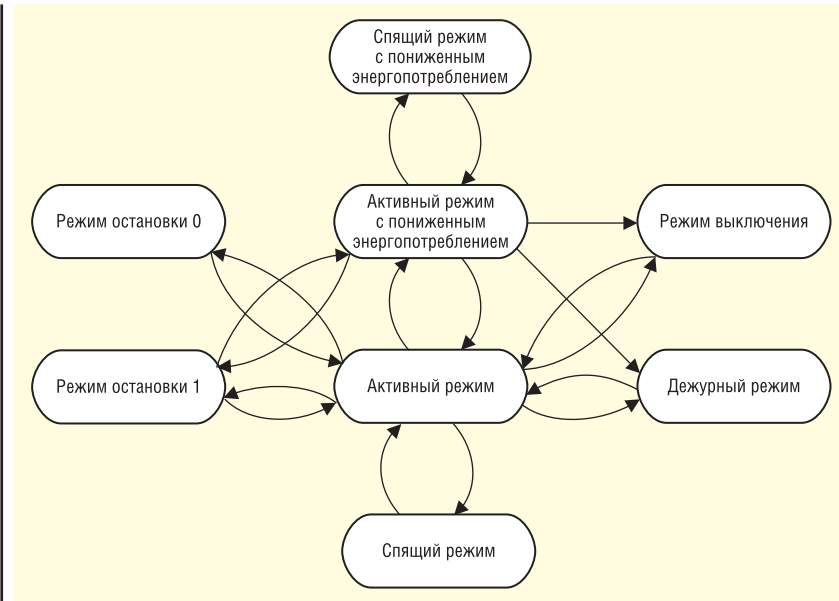 Спящий режим
с пониженным
энергопотреблением
Режим остановки 0
Активный режим
с пониженным
энергопотреблением
Режим выключения
Режим остановки 1
Активный режим
Дежурный режим
Спящий режим